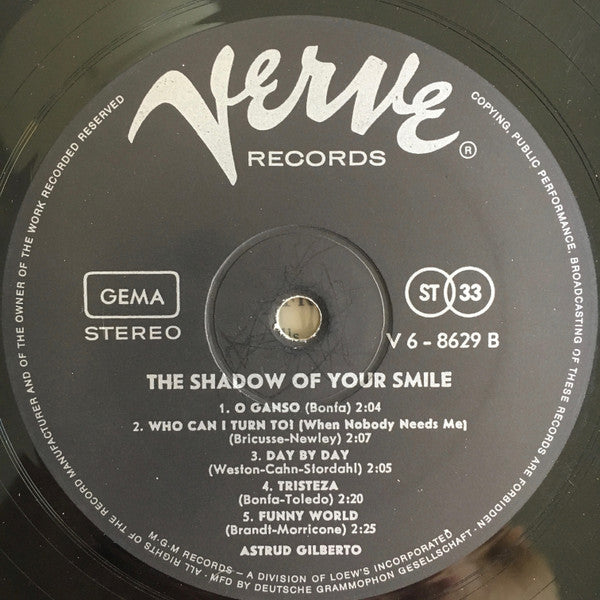 Verve
RECORDS
®
GEMA
STEREO
ST 33
V 6 - 8629 B
THE SHADOW OF YOUR SMILE
1. O GANSO (Bonfa) 2:04
2. WHO CAN I TURN TO? (When Nobody Needs Me)
(Bricusse-Newley) 2:07
3. DAY BY DAY
(Weston-Cahn-Stordahl) 2:05
4. TRISTEZA
(Bonfa-Toledo) 2:20
5. FUNNY WORLD
(Brandt-Morricone) 2:25
ASTRUD GILBERTO
ALL RIGHTS OF THE RECORD MANUFACTURER AND OF THE OWNER OF THE WORK RECORDED RESERVED
COPYING, PUBLIC PERFORMANCE, BROADCASTING OF THESE RECORDS ARE FORBIDDEN
M·G·M RECORDS – A DIVISION OF LOEW'S INCORPORATED
MFD BY DEUTSCHE GRAMMOPHON GESELLSCHAFT